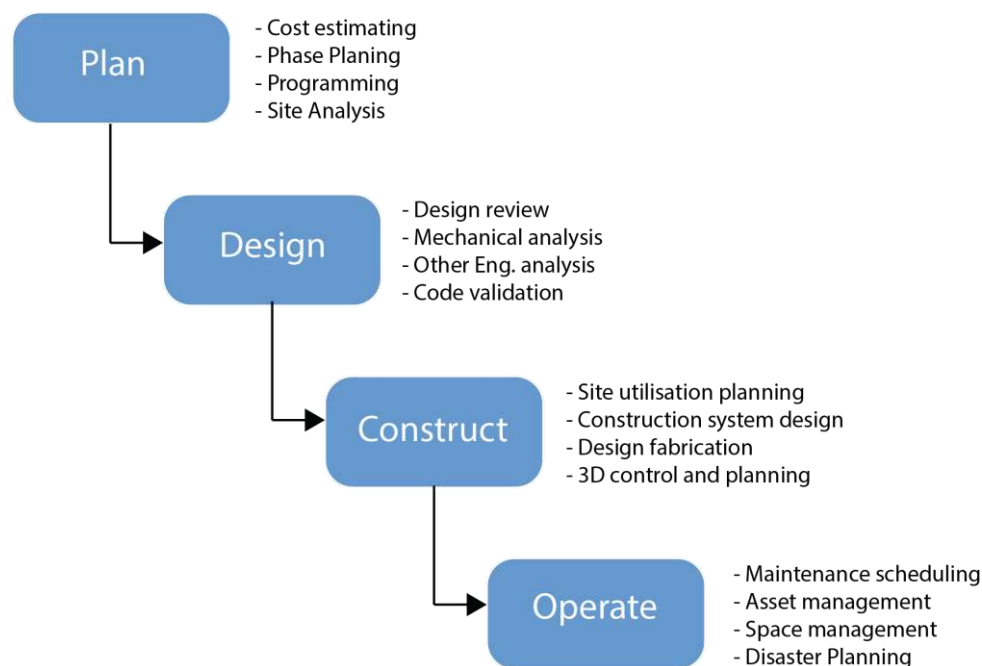 Plan
- Cost estimating
- Phase Planing
- Programming
- Site Analysis
Design
- Design review
- Mechanical analysis
- Other Eng. analysis
- Code validation
Construct
- Site utilisation planning
- Construction system design
- Design fabrication
- 3D control and planning
Operate
- Maintenance scheduling
- Asset management
- Space management
- Disaster Planning